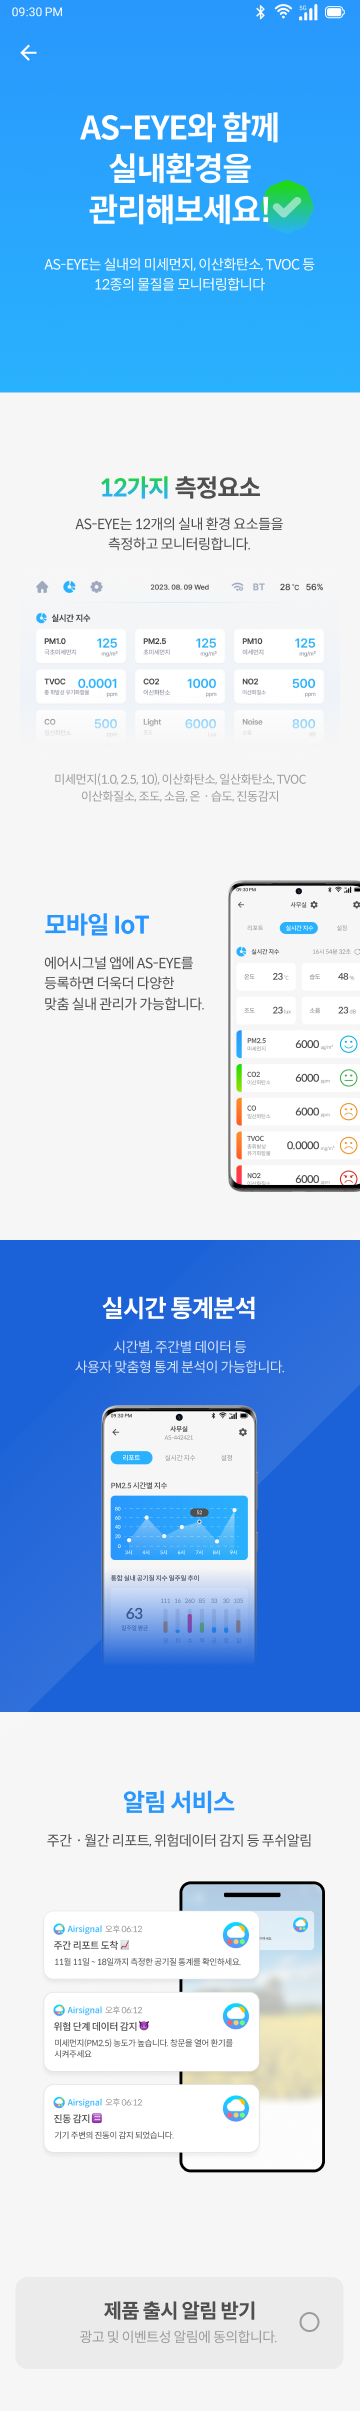 09:30 PM
5G
AS-EYE와 함께
실내환경을
관리해보세요!
AS-EYE는 실내의 미세먼지, 이산화탄소, TVOC 등
12종의 물질을 모니터링합니다
12가지 측정요소
AS-EYE는 12개의 실내 환경 요소들을
측정하고 모니터링합니다.
2023. 08. 09 Wed BT 28 °C 56%
실시간 지수
PM1.0 125
극초미세먼지 mg/m³
PM2.5 125
초미세먼지 mg/m³
PM10 125
미세먼지 mg/m³
TVOC 0.0001
총 휘발성 유기화합물 ppm
CO2 1000
이산화탄소 ppm
NO2 500
이산화질소 ppm
CO 500
일산화탄소 ppm
Light 6000
조도 Lux
Noise 800
소음 dB
미세먼지(1.0, 2.5, 10), 이산화탄소, 일산화탄소, TVOC
이산화질소, 조도, 소음, 온 · 습도, 진동감지
모바일 IoT
에어시그널 앱에 AS-EYE를
등록하면 더욱더 다양한
맞춤 실내 관리가 가능합니다.
09:30 PM
사무실
리포트 실시간 지수 설정
실시간 지수 16시 54분 32초
온도 23 °C 습도 48 %
조도 23 lux 소음 23 dB
PM2.5 6000 ug/m³
미세먼지
CO2 6000 ppm
이산화탄소
CO 6000 ppm
일산화탄소
TVOC 0.0000 mg/m³
총휘발성
유기화합물
NO2 6000 ppm
이산화질소
실시간 통계분석
시간별, 주간별 데이터 등
사용자 맞춤형 통계 분석이 가능합니다.
09:30 PM
사무실
AS-442421
리포트 실시간 지수 설정
PM2.5 시간별 지수
80
60
40
20
0
52
3시 4시 5시 6시 7시 8시 9시
통합 실내 공기질 지수 일주일 추이
111 16 260 85 33 30 105
63
일주일 평균
월 화 수 목 금 토 일
알림 서비스
주간 · 월간 리포트, 위험데이터 감지 등 푸쉬알림
Airsignal 오후 06:12
주간 리포트 도착
11월 11일 ~ 18일까지 측정한 공기질 통계를 확인하세요.
Airsignal 오후 06:12
위험 단계 데이터 감지
미세먼지(PM2.5) 농도가 높습니다. 창문을 열어 환기를
시켜주세요
Airsignal 오후 06:12
진동 감지
기기 주변의 진동이 감지 되었습니다.
제품 출시 알림 받기
광고 및 이벤트성 알림에 동의합니다.